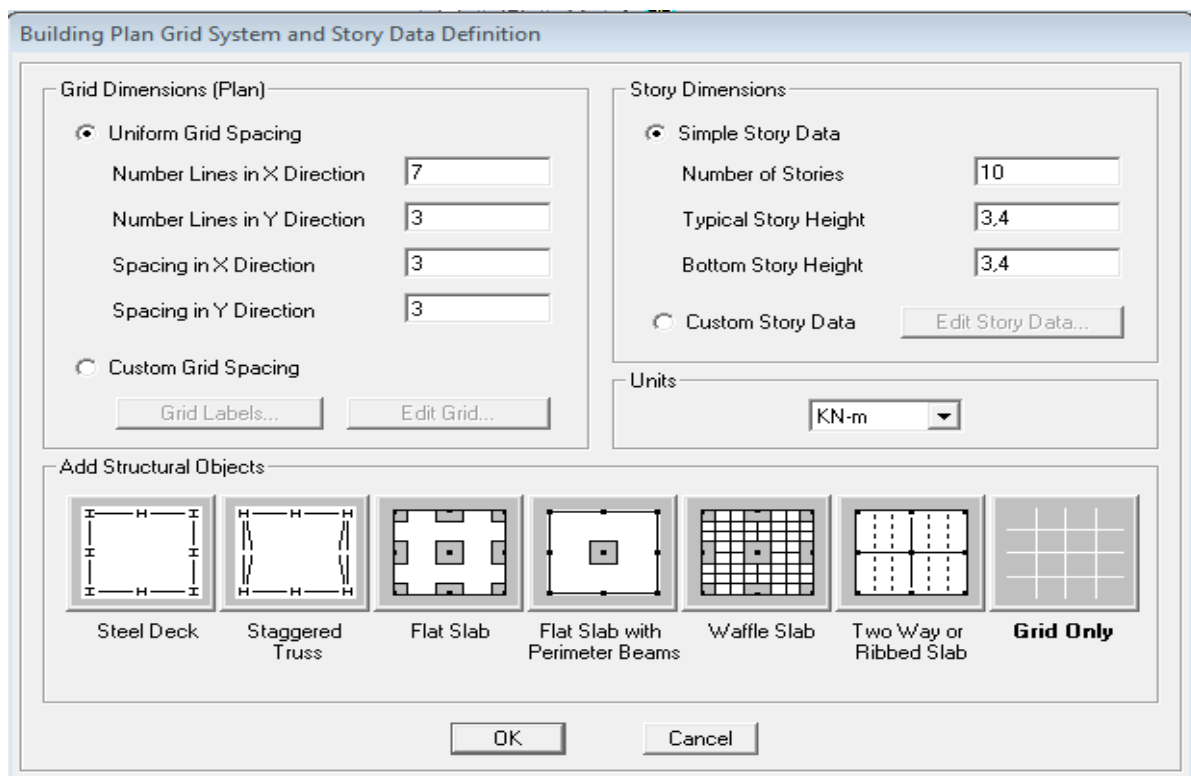 Building Plan Grid System and Story Data Definition
Grid Dimensions (Plan)
Uniform Grid Spacing
Number Lines in X Direction 7
Number Lines in Y Direction 3
Spacing in X Direction 3
Spacing in Y Direction 3
Custom Grid Spacing
Grid Labels... Edit Grid...
Story Dimensions
Simple Story Data
Number of Stories 10
Typical Story Height 3,4
Bottom Story Height 3,4
Custom Story Data Edit Story Data...
Units
KN-m
Add Structural Objects
Steel Deck
Staggered
Truss
Flat Slab
Flat Slab with
Perimeter Beams
Waffle Slab
Two Way or
Ribbed Slab
Grid Only
OK Cancel